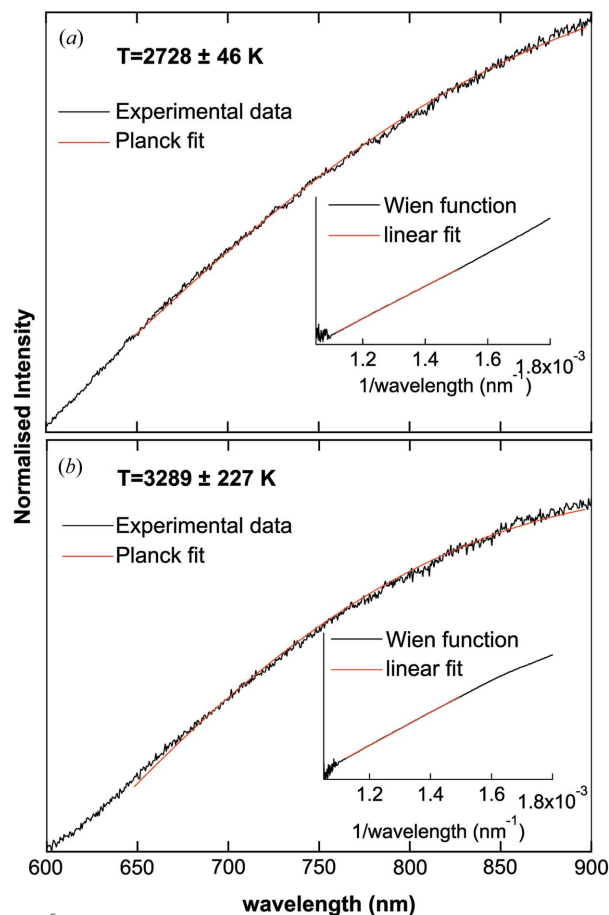 (a)
T=2728 ± 46 K
Experimental data
Planck fit
Wien function
linear fit
1.2 1.4 1.6 1.8x10⁻³
1/wavelength (nm⁻¹)
Normalised Intensity
(b)
T=3289 ± 227 K
Experimental data
Planck fit
Wien function
linear fit
1.2 1.4 1.6 1.8x10⁻³
1/wavelength (nm⁻¹)
600 650 700 750 800 850 900
wavelength (nm)